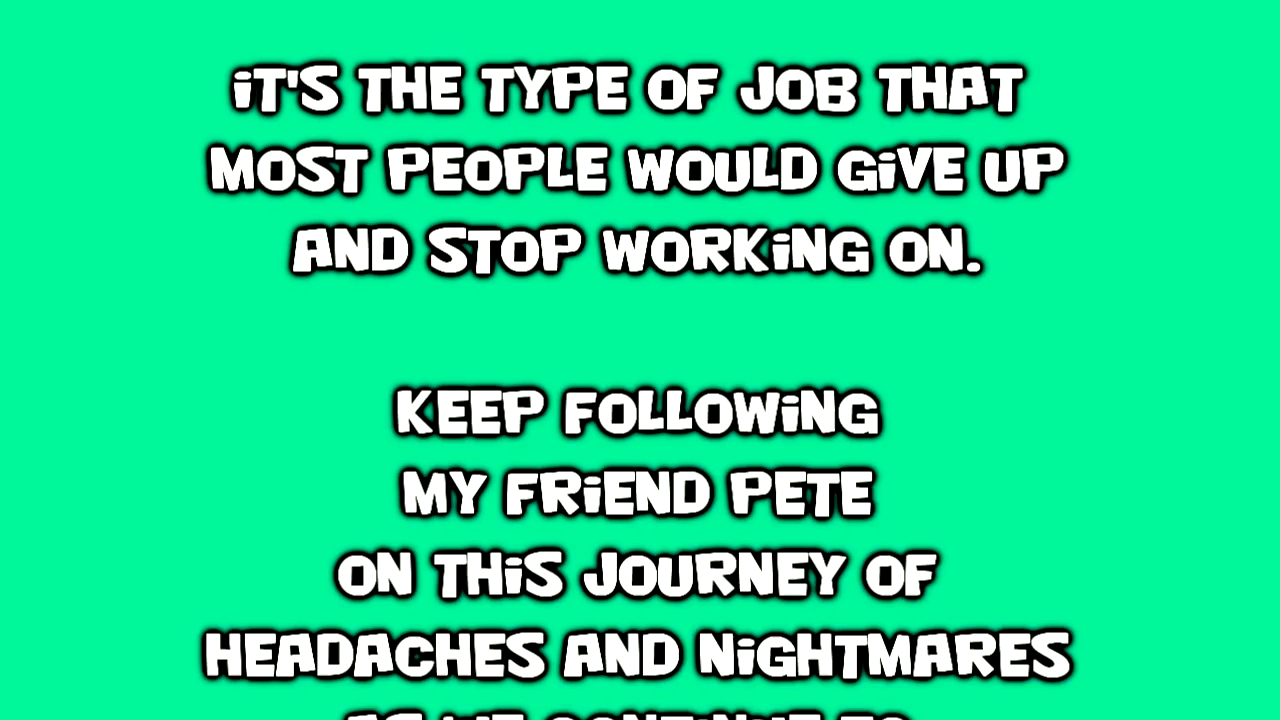 iT'S THE TYPE OF JOB THAT
MOST PEOPLE WOULD GiVE UP
AND STOP WORKiNG ON.
KEEP FOLLOWiNG
MY FRiEND PETE
ON THiS JOURNEY OF
HEADACHES AND NiGHTMARES